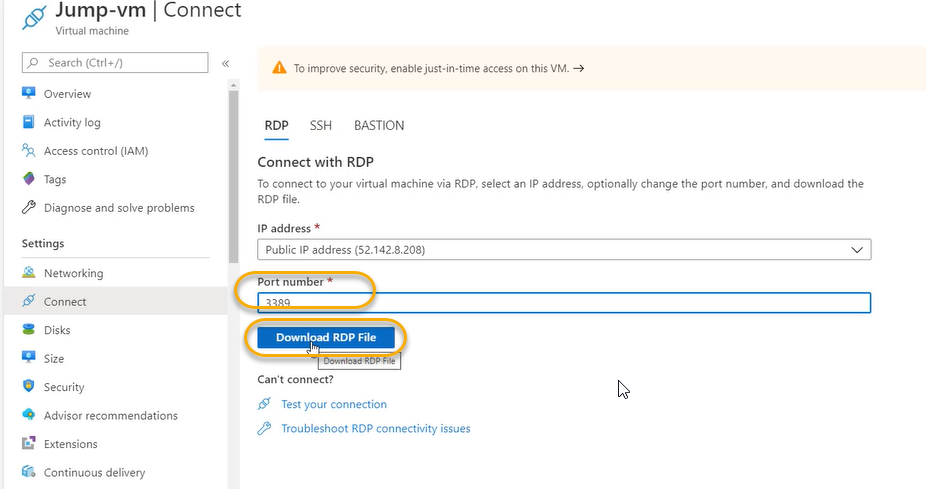 Jump-vm | Connect
Virtual machine
Search (Ctrl+/)
«
Overview
Activity log
Access control (IAM)
Tags
Diagnose and solve problems
Settings
Networking
Connect
Disks
Size
Security
Advisor recommendations
Extensions
Continuous delivery
To improve security, enable just-in-time access on this VM. →
RDP SSH BASTION
Connect with RDP
To connect to your virtual machine via RDP, select an IP address, optionally change the port number, and download the
RDP file.
IP address *
Public IP address (52.142.8.208)
Port number *
3389
Download RDP File
Download RDP File
Can't connect?
Test your connection
Troubleshoot RDP connectivity issues